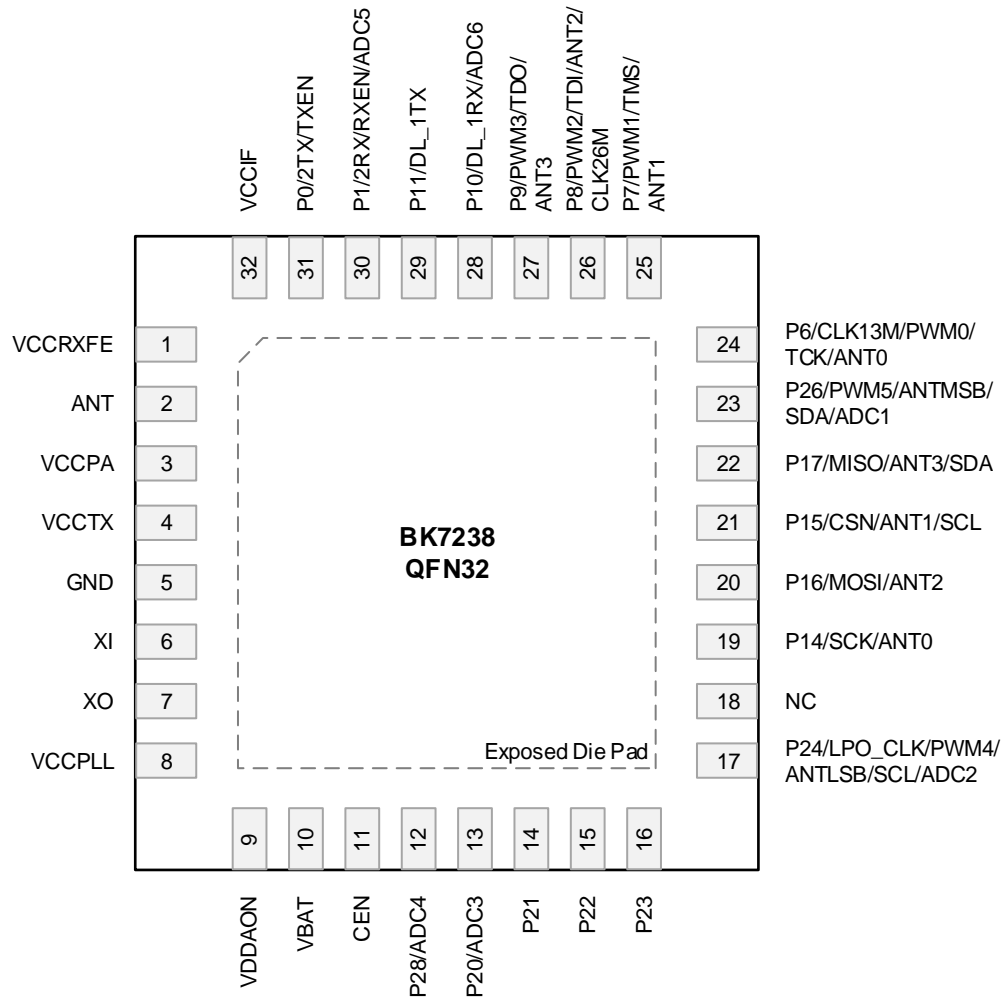 VCCIF
P0/2TX/TXEN
P1/2RX/RXEN/ADC5
P11/DL_1TX
P10/DL_1RX/ADC6
P9/PWM3/TDO/
ANT3
P8/PWM2/TDI/ANT2/
CLK26M
P7/PWM1/TMS/
ANT1
32
31
30
29
28
27
26
25
VCCRXFE
1
ANT
2
VCCPA
3
VCCTX
4
GND
5
XI
6
XO
7
VCCPLL
8
BK7238
QFN32
Exposed Die Pad
24
P6/CLK13M/PWM0/
TCK/ANT0
23
P26/PWM5/ANTMSB/
SDA/ADC1
22
P17/MISO/ANT3/SDA
21
P15/CSN/ANT1/SCL
20
P16/MOSI/ANT2
19
P14/SCK/ANT0
18
NC
17
P24/LPO_CLK/PWM4/
ANTLSB/SCL/ADC2
9
10
11
12
13
14
15
16
VDDAON
VBAT
CEN
P28/ADC4
P20/ADC3
P21
P22
P23